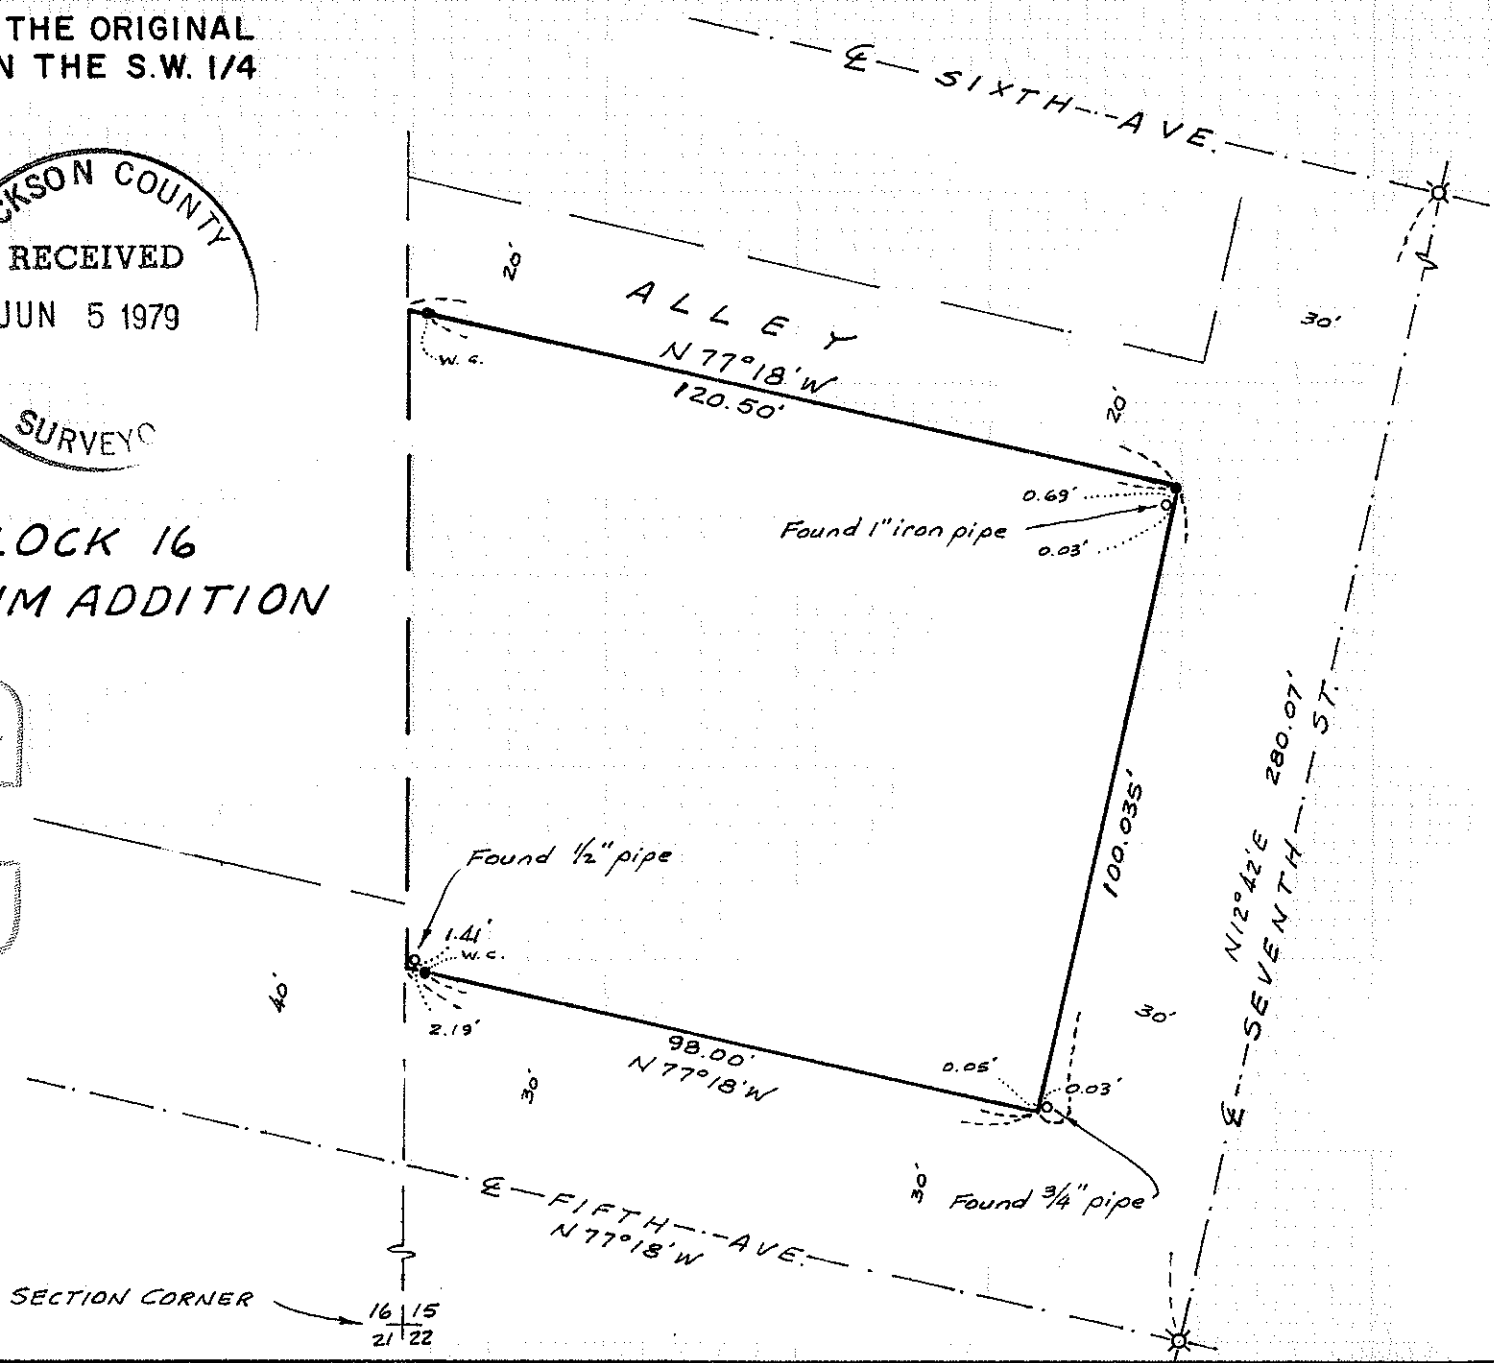 THE ORIGINAL
N THE S.W. 1/4
℄ SIXTH AVE.
CKSON COUNTY
RECEIVED
JUN 5 1979
SURVEYO
20'
ALLEY
N 77°18'W
120.50'
W.C.
30'
20'
0.69'
Found 1" iron pipe
0.03'
LOCK 16
UM ADDITION
280.07'
N12°42'E
℄ SEVENTH ST.
100.035'
Found 1/2" pipe
1.41'
W.C.
2.19'
40'
98.00'
N 77°18'W
30'
30'
0.05'
0.03'
30'
Found 3/4" pipe
℄ FIFTH AVE.
N 77°18'W
SECTION CORNER
16 15
21 22